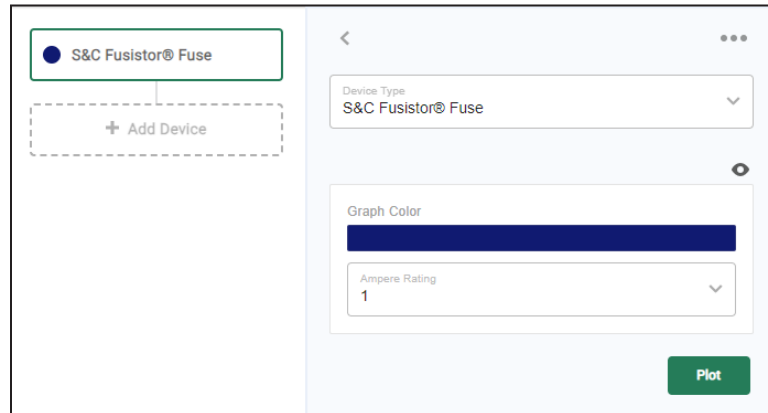 S&C Fusistor® Fuse
+ Add Device
Device Type
S&C Fusistor® Fuse
Graph Color
Ampere Rating
1
Plot